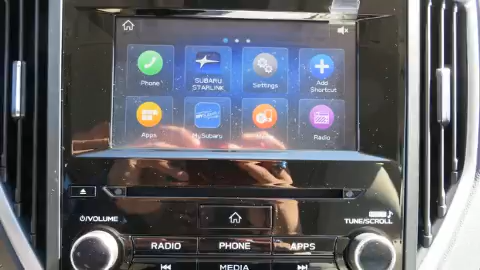 Phone
SUBARU
STARLINK
Settings
Add
Shortcut
Apps
MySubaru
Radio
VOLUME
TUNE/SCROLL
RADIO
PHONE
APPS
MEDIA